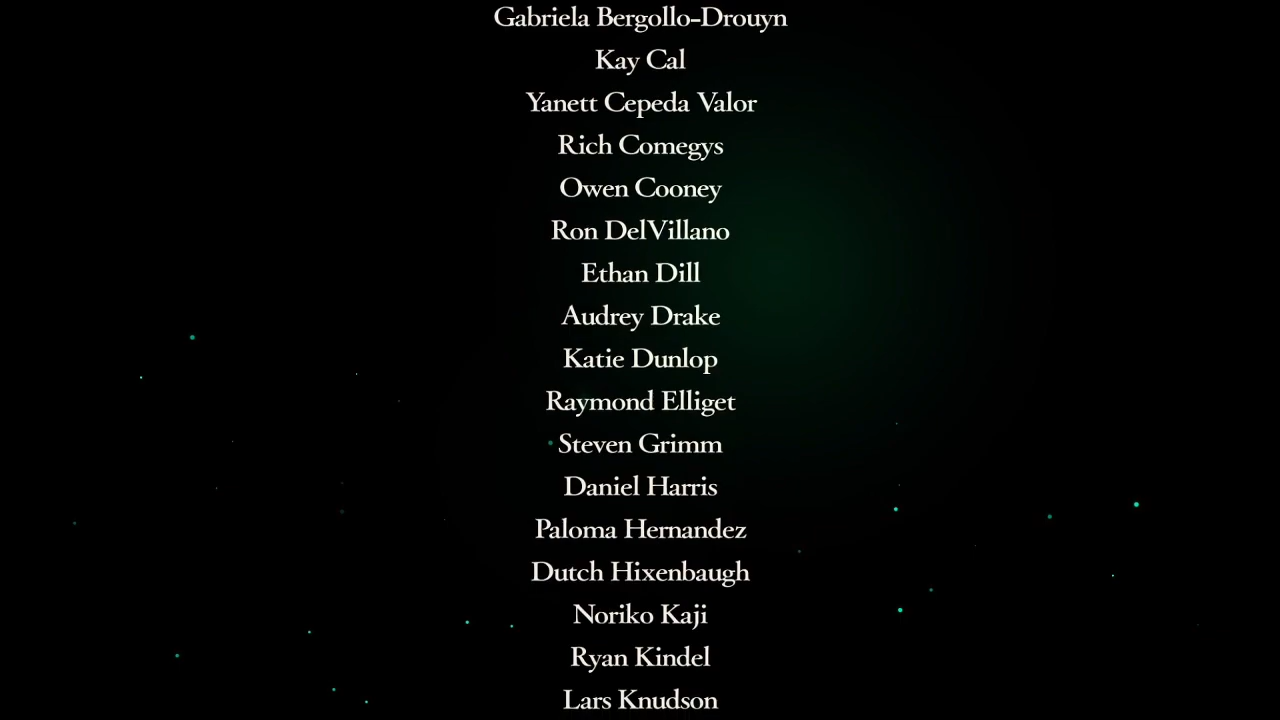 Gabriela Bergollo-Drouyn
Kay Cal
Yanett Cepeda Valor
Rich Comegys
Owen Cooney
Ron DelVillano
Ethan Dill
Audrey Drake
Katie Dunlop
Raymond Elliget
Steven Grimm
Daniel Harris
Paloma Hernandez
Dutch Hixenbaugh
Noriko Kaji
Ryan Kindel
Lars Knudson